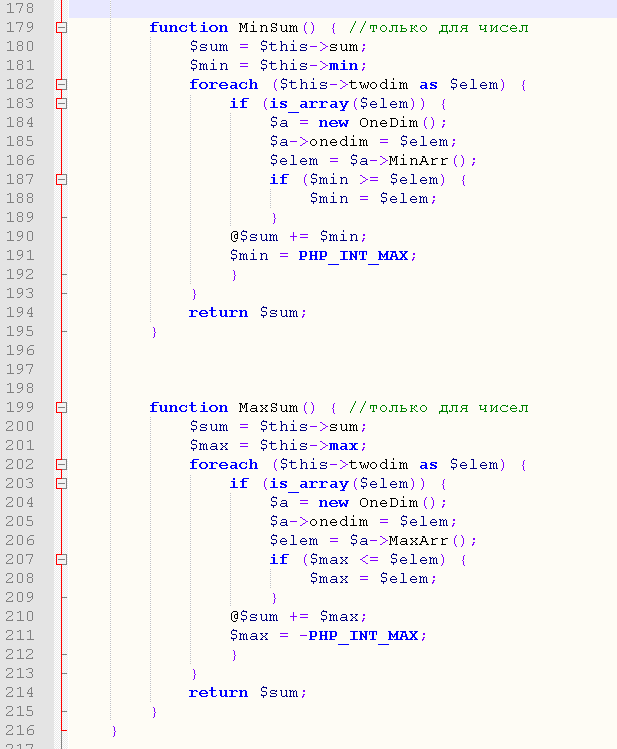 178
179 function MinSum() { //только для чисел
180 $sum = $this->sum;
181 $min = $this->min;
182 foreach ($this->twodim as $elem) {
183 if (is_array($elem)) {
184 $a = new OneDim();
185 $a->onedim = $elem;
186 $elem = $a->MinArr();
187 if ($min >= $elem) {
188 $min = $elem;
189 }
190 @$sum += $min;
191 $min = PHP_INT_MAX;
192 }
193 }
194 return $sum;
195 }
196
197
198
199 function MaxSum() { //только для чисел
200 $sum = $this->sum;
201 $max = $this->max;
202 foreach ($this->twodim as $elem) {
203 if (is_array($elem)) {
204 $a = new OneDim();
205 $a->onedim = $elem;
206 $elem = $a->MaxArr();
207 if ($max <= $elem) {
208 $max = $elem;
209 }
210 @$sum += $max;
211 $max = -PHP_INT_MAX;
212 }
213 }
214 return $sum;
215 }
216 }